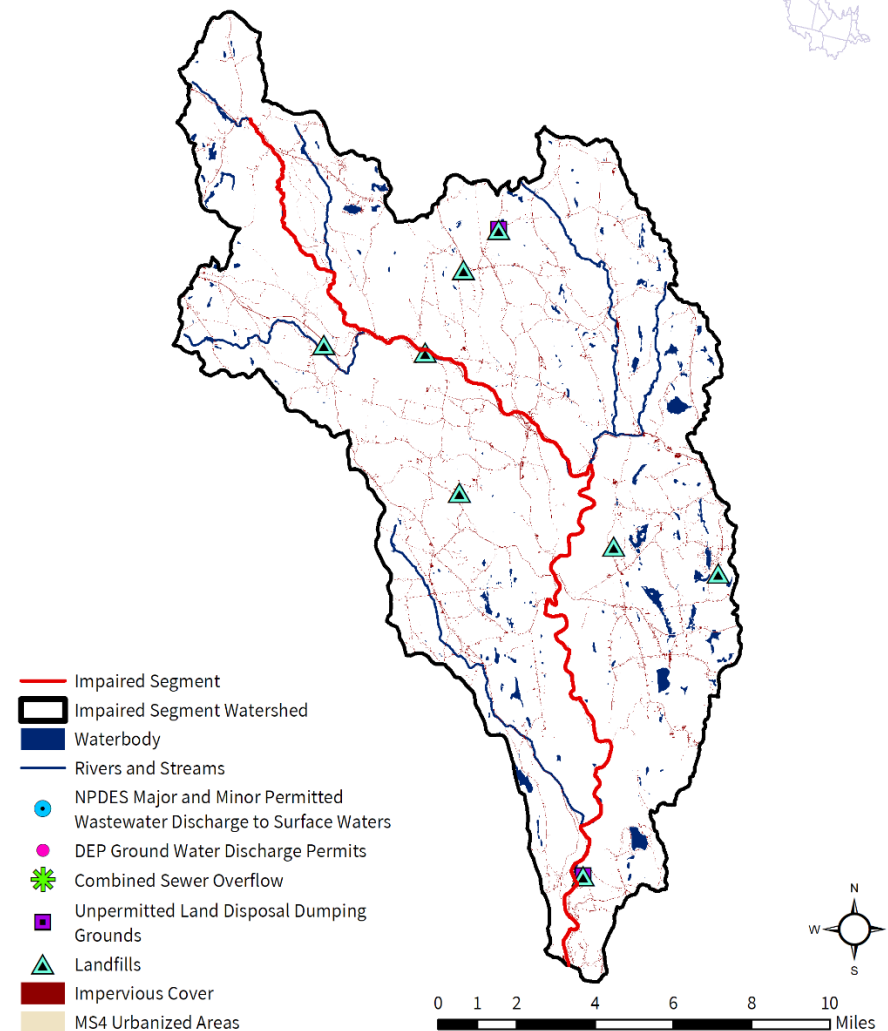 Impaired Segment
Impaired Segment Watershed
Waterbody
Rivers and Streams
NPDES Major and Minor Permitted
Wastewater Discharge to Surface Waters
DEP Ground Water Discharge Permits
Combined Sewer Overflow
Unpermitted Land Disposal Dumping
Grounds
Landfills
Impervious Cover
MS4 Urbanized Areas
N
W E
S
0 1 2 4 6 8 10
Miles